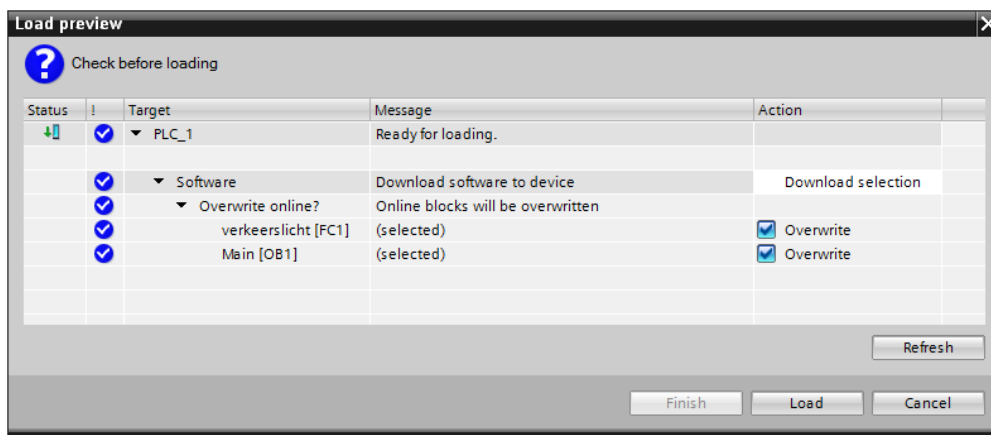 Load preview
Check before loading
Status ! Target Message Action
PLC_1 Ready for loading.
Software Download software to device Download selection
Overwrite online? Online blocks will be overwritten
verkeerslicht [FC1] (selected) Overwrite
Main [OB1] (selected) Overwrite
Refresh
Finish Load Cancel